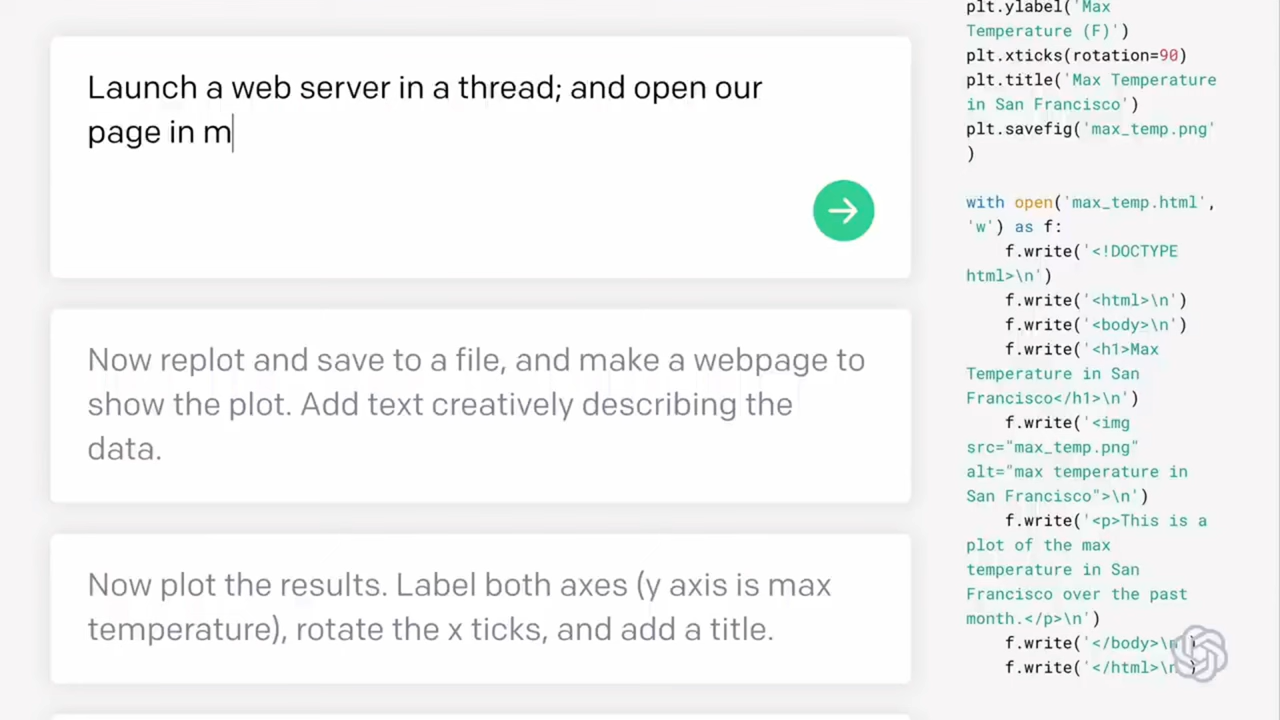 Launch a web server in a thread; and open our
page in m
Now replot and save to a file, and make a webpage to
show the plot. Add text creatively describing the
data.
Now plot the results. Label both axes (y axis is max
temperature), rotate the x ticks, and add a title.
plt.ylabel('Max
Temperature (F)')
plt.xticks(rotation=90)
plt.title('Max Temperature
in San Francisco')
plt.savefig('max_temp.png'
)
with open('max_temp.html',
'w') as f:
f.write('<!DOCTYPE
html>\n')
f.write('<html>\n')
f.write('<body>\n')
f.write('<h1>Max
Temperature in San
Francisco</h1>\n')
f.write('<img
src="max_temp.png"
alt="max temperature in
San Francisco">\n')
f.write('<p>This is a
plot of the max
temperature in San
Francisco over the past
month.</p>\n')
f.write('</body>\n')
f.write('</html>\n')